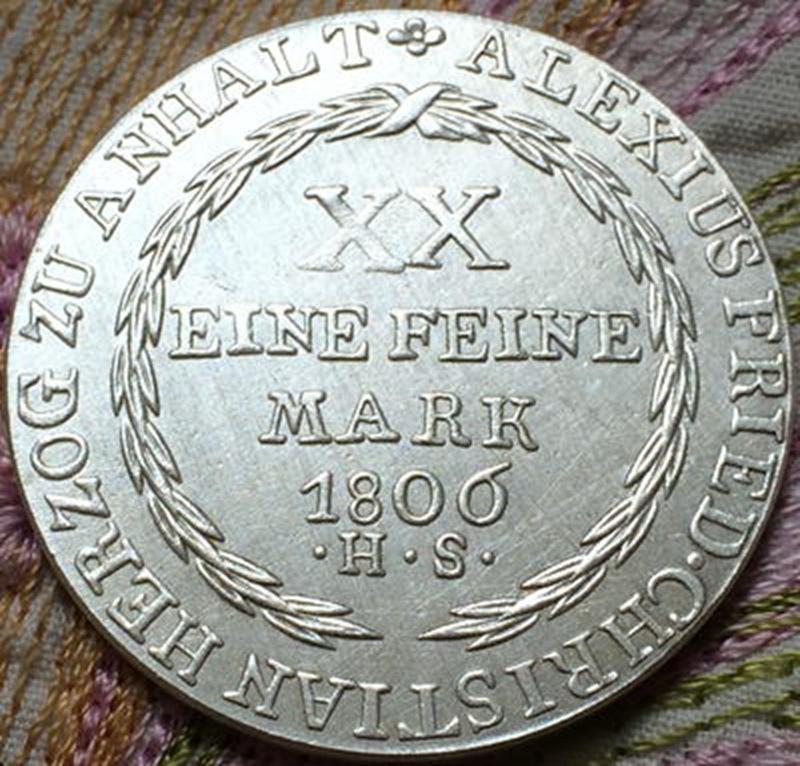 ALEXIUS FRIED · CHRISTIAN HERZOG ZU ANHALT
XX
EINE FEINE
MARK
1806
· H · S ·